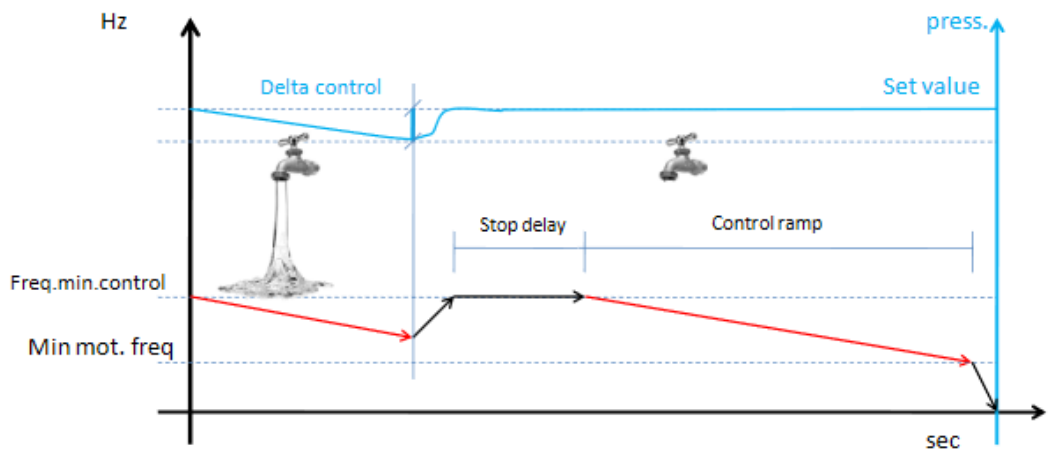 Hz
press.
Delta control
Set value
Stop delay
Control ramp
Freq.min.control
Min mot. freq
sec